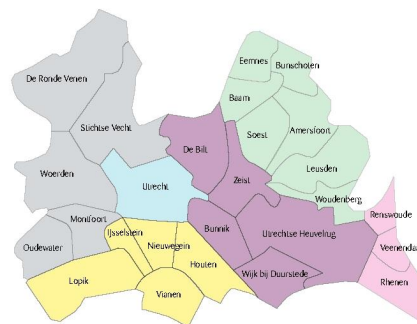 Eemnes
Bunschoten
De Ronde Venen
Baarn
Stichtse Vecht
Soest
Amersfoort
De Bilt
Leusden
Woerden
Zeist
Utrecht
Woudenberg
Montfoort
Renswoude
IJsselstein
Bunnik
Utrechtse Heuvelrug
Oudewater
Nieuwegein
Veenendaal
Houten
Lopik
Wijk bij Duurstede
Rhenen
Vianen